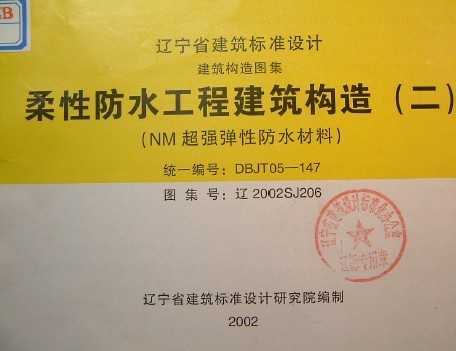 辽宁省建筑标准设计
建筑构造图集
柔性防水工程建筑构造（二）
(NM 超强弹性防水材料)
统一编号：DBJT05—147
图集号：辽2002SJ206
辽宁省建筑标准设计研究院编制
2002